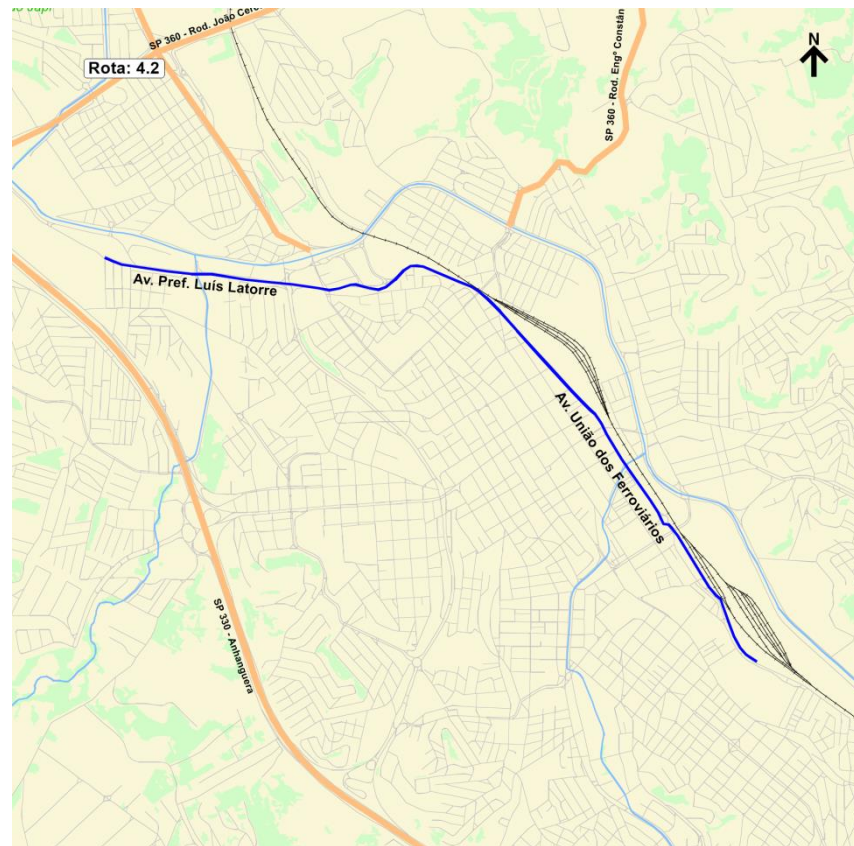 SP 360 - Rod. João
Rota: 4.2
SP 360 - Rod. Engº Constân
N
Av. Pref. Luís Latorre
Av. União dos Ferroviários
SP 330 - Anhanguera